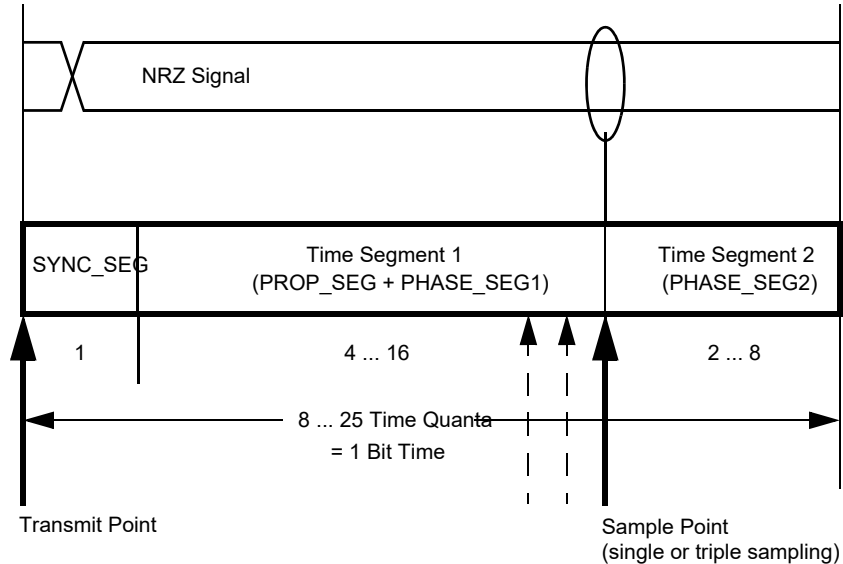 NRZ Signal
SYNC_SEG
Time Segment 1
(PROP_SEG + PHASE_SEG1)
Time Segment 2
(PHASE_SEG2)
1
4 ... 16
2 ... 8
8 ... 25 Time Quanta
= 1 Bit Time
Transmit Point
Sample Point
(single or triple sampling)